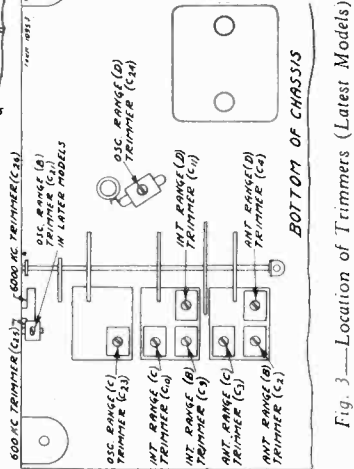 600 KC. TRIMMER (C25)
6000 KC. TRIMMER (C26)
OSC. RANGE (B)
TRIMMER (C21)
IN LATER MODELS
OSC. RANGE (D)
TRIMMER (C24)
OSC. RANGE (C)
TRIMMER (C23)
INT. RANGE (C)
TRIMMER (C10)
INT. RANGE (B)
TRIMMER (C9)
ANT. RANGE (C)
TRIMMER (C3)
ANT. RANGE (B)
TRIMMER (C2)
INT. RANGE (D)
TRIMMER (C11)
ANT. RANGE (D)
TRIMMER (C4)
BOTTOM OF CHASSIS
Fig. 3—Location of Trimmers (Latest Models)